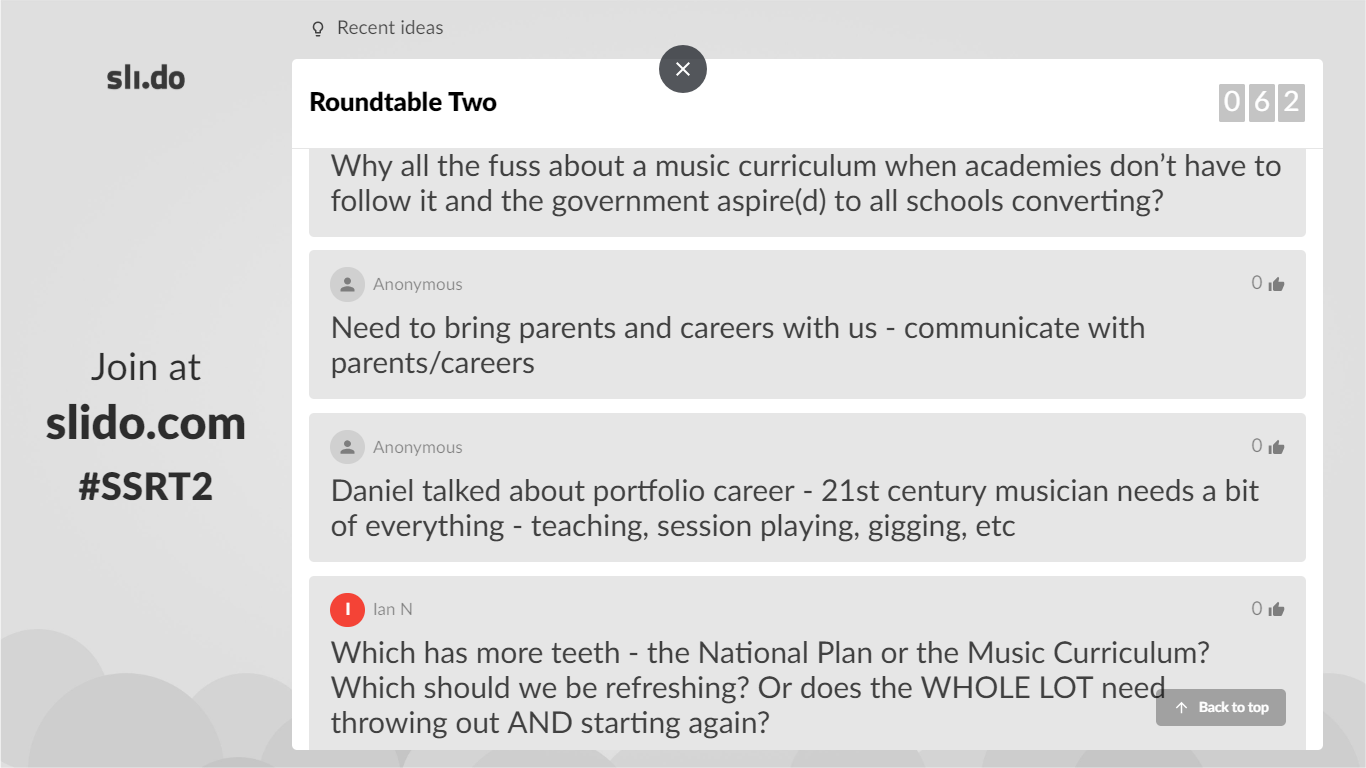 Recent ideas
sli.do
Roundtable Two
062
Why all the fuss about a music curriculum when academies don’t have to
follow it and the government aspire(d) to all schools converting?
Anonymous
0
Need to bring parents and careers with us - communicate with
parents/careers
Join at
slido.com
#SSRT2
Anonymous
0
Daniel talked about portfolio career - 21st century musician needs a bit
of everything - teaching, session playing, gigging, etc
I Ian N
0
Which has more teeth - the National Plan or the Music Curriculum?
Which should we be refreshing? Or does the WHOLE LOT need
throwing out AND starting again?
Back to top